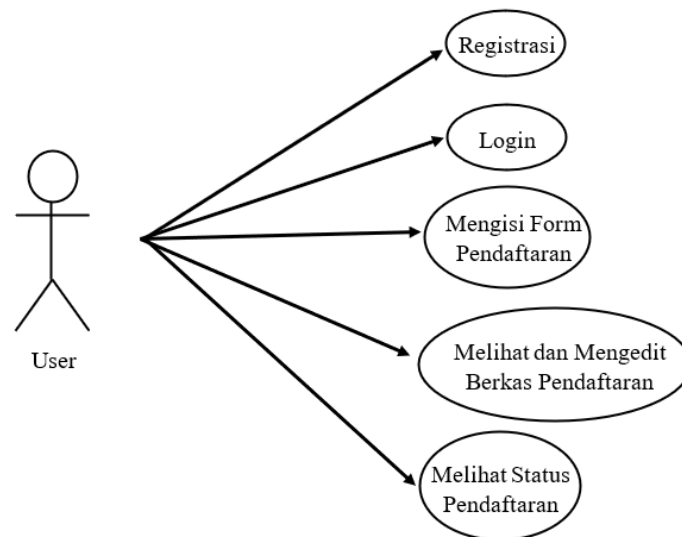 Registrasi
Login
Mengisi Form
Pendaftaran
Melihat dan Mengedit
Berkas Pendaftaran
Melihat Status
Pendaftaran
User